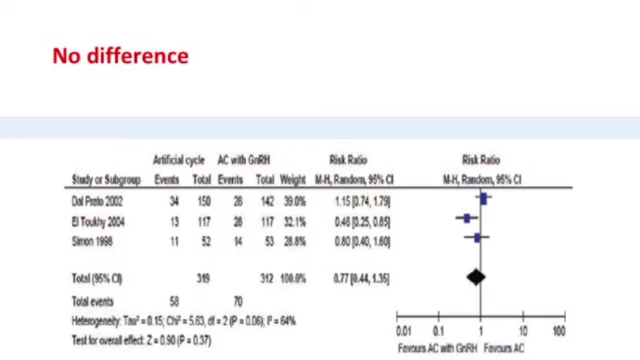 No difference
Artificial cycle AC with GnRH Risk Ratio Risk Ratio
Study or Subgroup Events Total Events Total Weight M-H, Random, 95% CI M-H, Random, 95% CI
Dal Prato 2002 34 150 28 142 39.0% 1.15 [0.74, 1.79]
El Toukhy 2004 13 117 28 117 32.1% 0.46 [0.25, 0.85]
Simon 1998 11 52 14 53 28.8% 0.80 [0.40, 1.60]
Total (95% CI) 319 312 100.0% 0.77 [0.44, 1.35]
Total events 58 70
Heterogeneity: Tau² = 0.15; Chi² = 5.63, df = 2 (P = 0.06); I² = 64%
Test for overall effect: Z = 0.90 (P = 0.37)
0.01 0.1 1 10 100
Favours AC with GnRH Favours AC